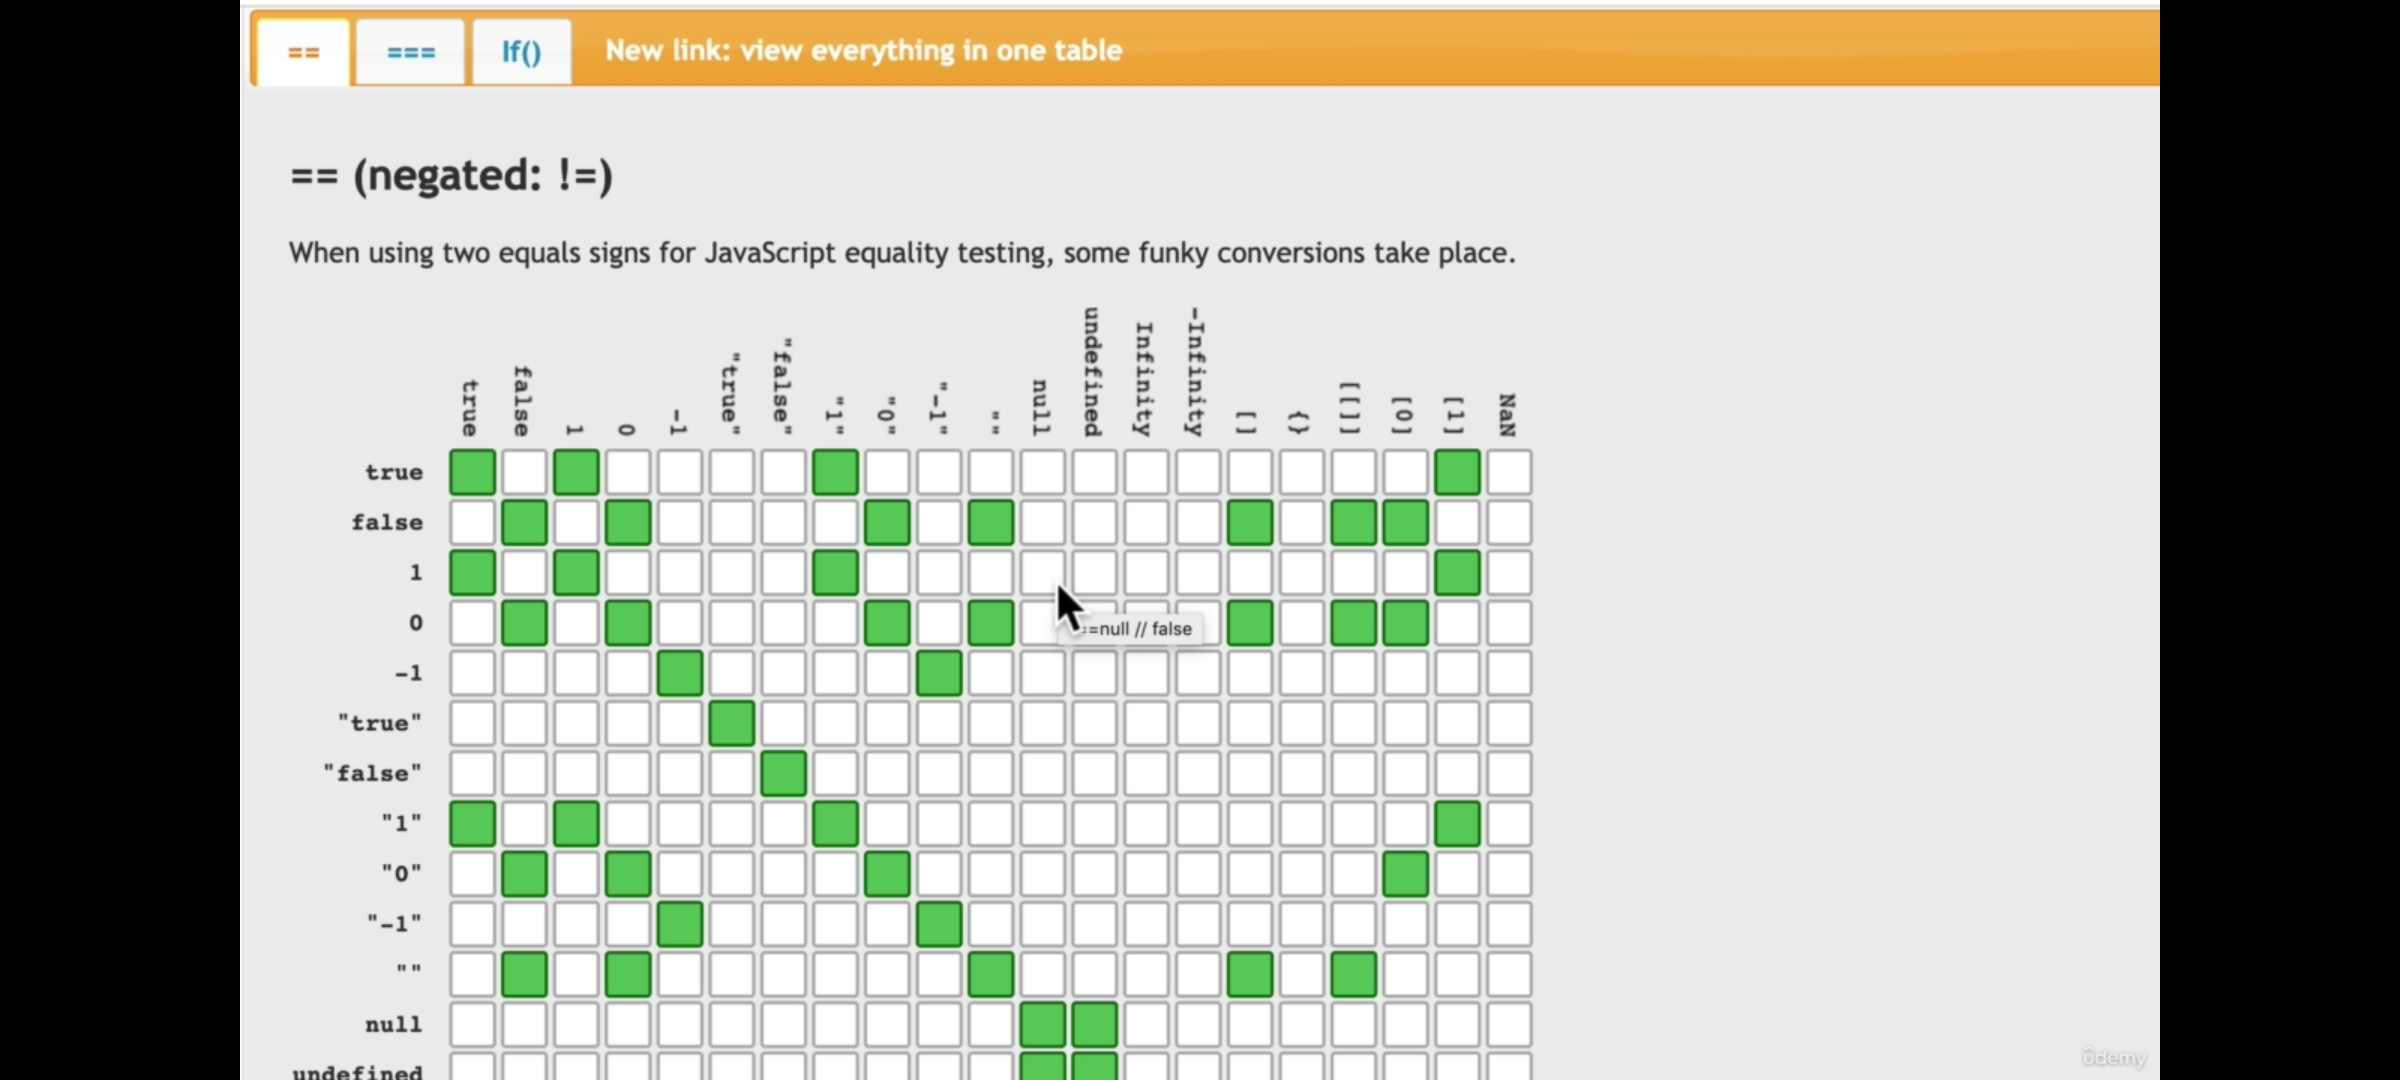 == === If() New link: view everything in one table
== (negated: !=)
When using two equals signs for JavaScript equality testing, some funky conversions take place.
true false 1 0 -1 "true" "false" "1" "0" "-1" "" null undefined Infinity -Infinity [] {} [[]] [0] [1] NaN
true
false
1
0
==null // false
-1
"true"
"false"
"1"
"0"
"-1"
""
null
undefined
ûdemy